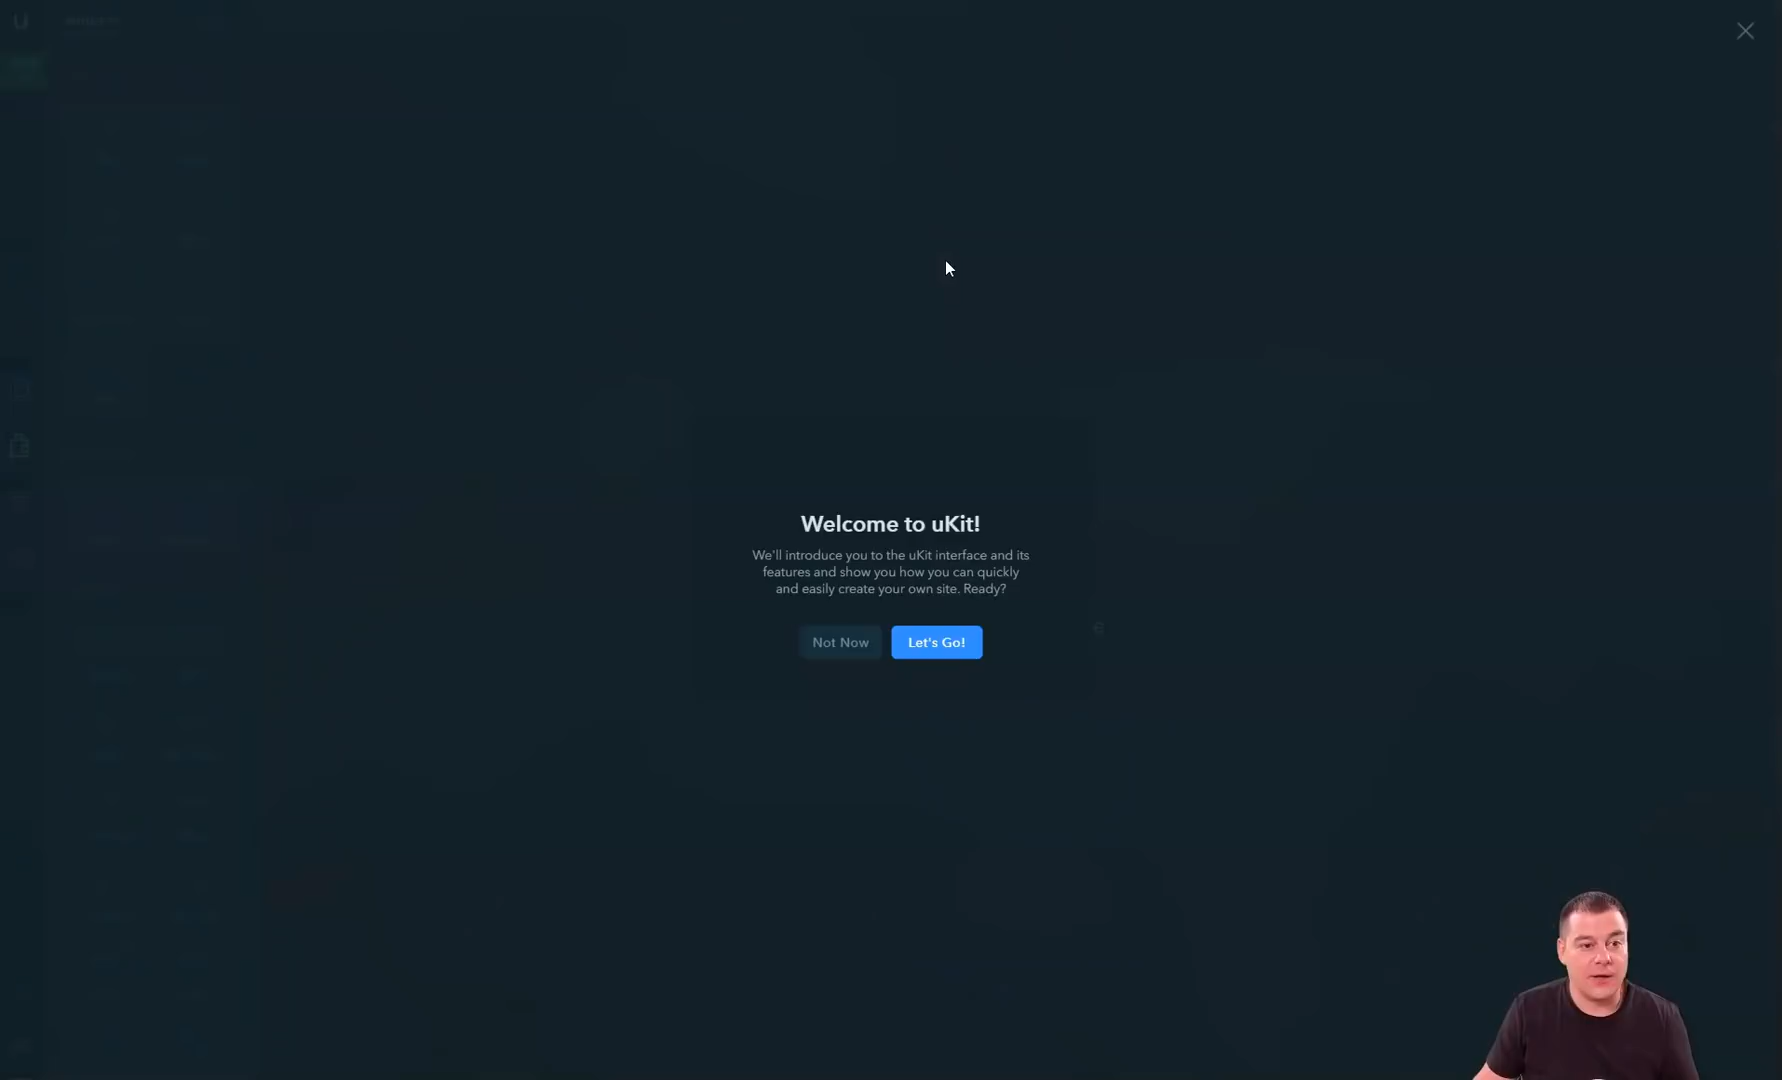 Welcome to uKit!
We'll introduce you to the uKit interface and its
features and show you how you can quickly
and easily create your own site. Ready?
Not Now
Let's Go!